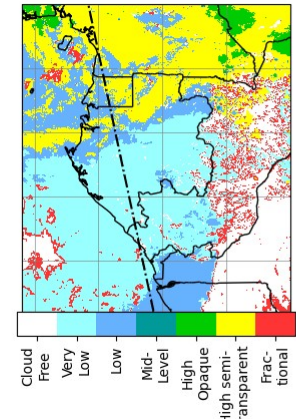 Cloud
Free
Very
Low
Low
Mid-
Level
High
Opaque
High semi-
transparent
Frac-
tional